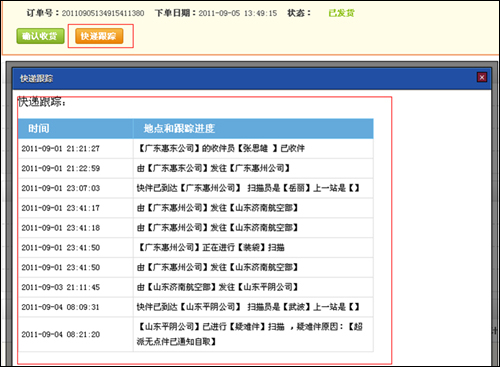 订单号：20110905134915411380 下单日期：2011-09-05 13:49:15 状态： 已发货
确认收货 快递跟踪
快递跟踪
快递跟踪：
时间 地点和跟踪进度
2011-09-01 21:21:27 【广东惠东公司】的收件员【张思雄 】已收件
2011-09-01 21:22:59 由【广东惠东公司】发往【广东惠州公司】
2011-09-01 23:07:03 快件已到达【广东惠州公司】 扫描员是【岳丽】上一站是【】
2011-09-01 23:41:17 由【广东惠州公司】发往【山东济南航空部】
2011-09-01 23:41:18 由【广东惠州公司】发往【山东济南航空部】
2011-09-01 23:41:50 【广东惠州公司】正在进行【装袋】扫描
2011-09-01 23:41:50 由【广东惠州公司】发往【山东济南航空部】
2011-09-03 21:11:45 由【山东济南航空部】发往【山东平阴公司】
2011-09-04 08:09:31 快件已到达【山东平阴公司】 扫描员是【武波】上一站是【】
2011-09-04 08:21:20 【山东平阴公司】已进行【疑难件】扫描 ，疑难件原因：【超
派无点件已通知自取】